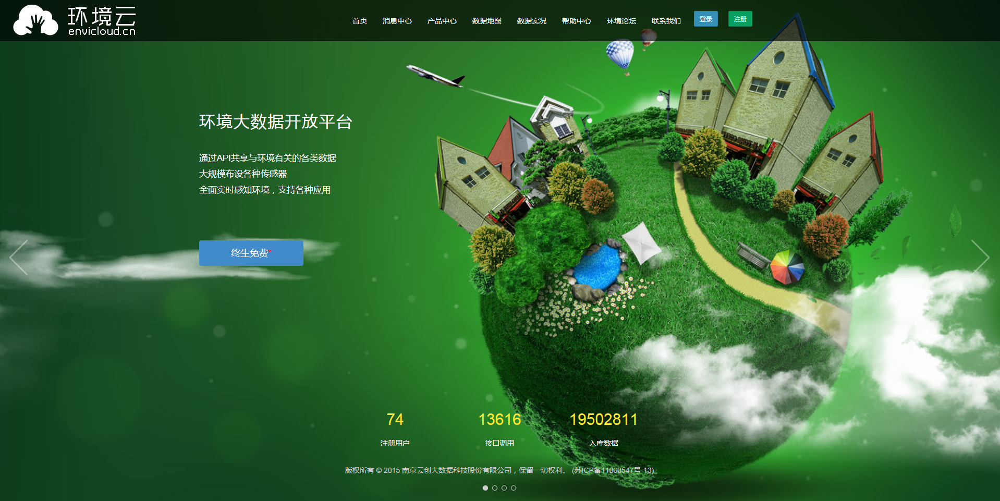 环境云
envicloud.cn
首页 消息中心 产品中心 数据地图 数据实况 帮助中心 环境论坛 联系我们 登录 注册
环境大数据开放平台
通过API共享与环境有关的各类数据
大规模布设各种传感器
全面实时感知环境，支持各种应用
终生免费*
74 13616 19502811
注册用户 接口调用 入库数据
版权所有 © 2015 南京云创大数据科技股份有限公司，保留一切权利。 (苏ICP备11060547号-13)